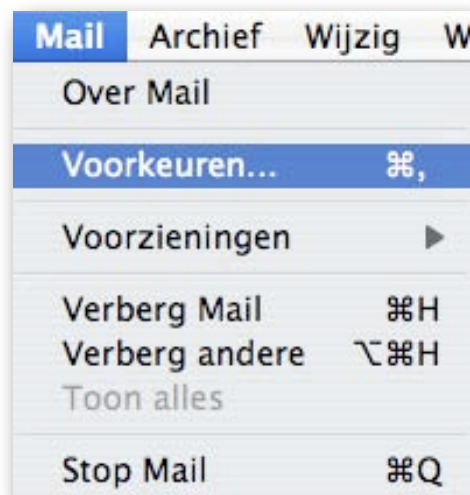 Mail Archief Wijzig W
Over Mail
Voorkeuren... ⌘,
Voorzieningen ▶
Verberg Mail ⌘H
Verberg andere ⌥⌘H
Toon alles
Stop Mail ⌘Q